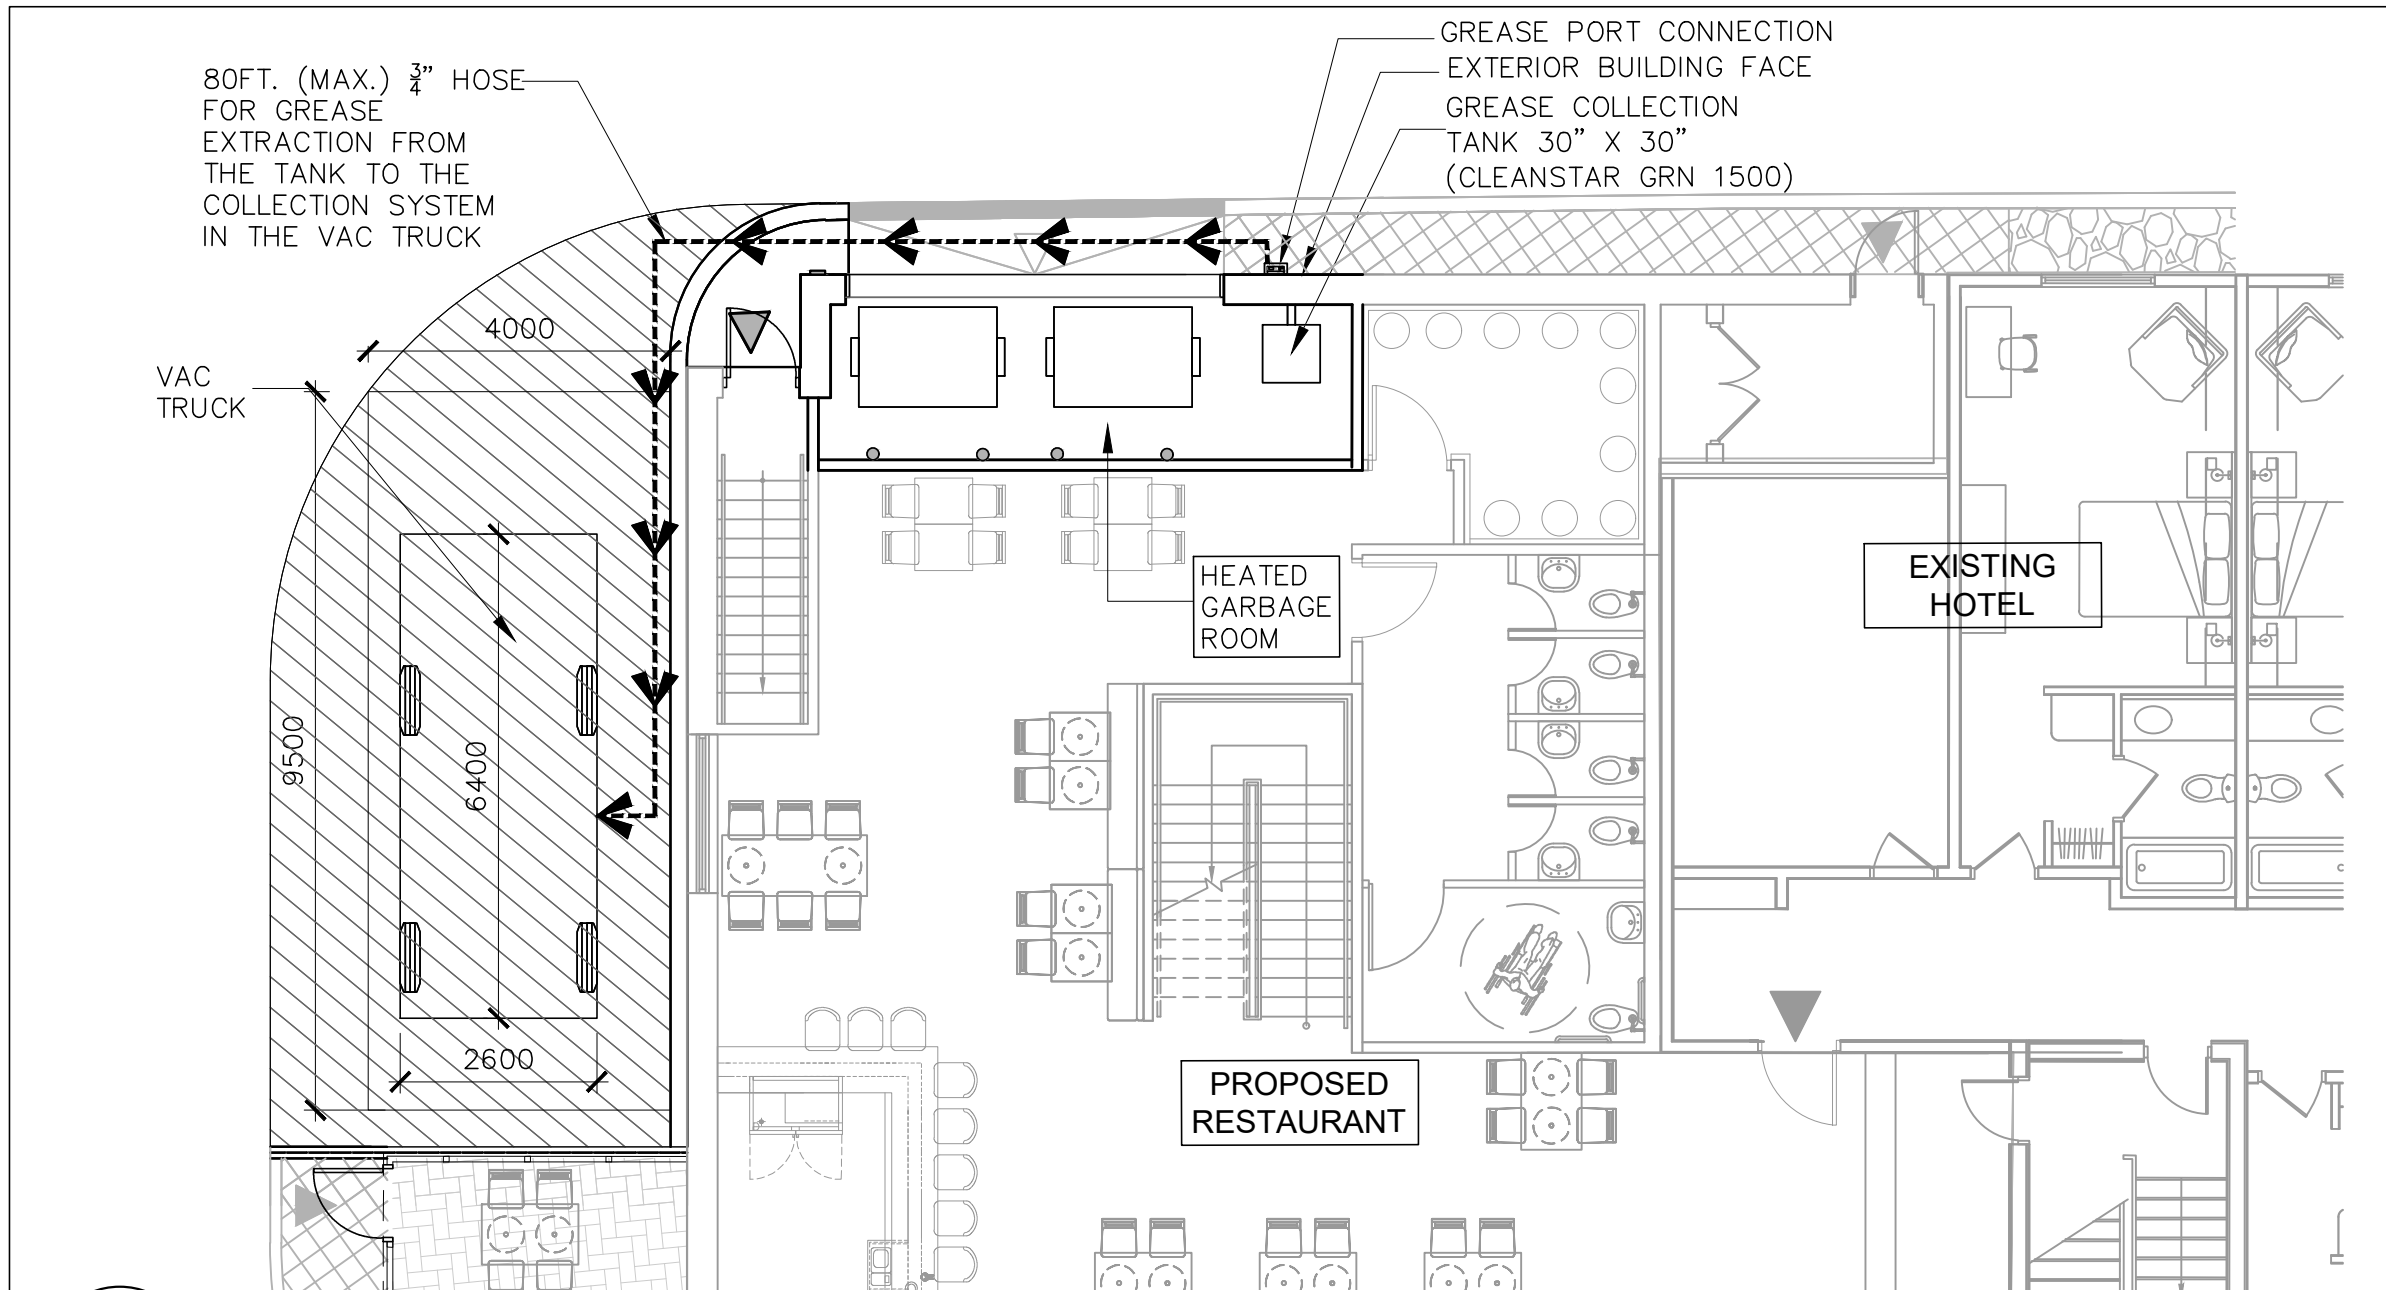 80FT. (MAX.) ¾” HOSE
FOR GREASE
EXTRACTION FROM
THE TANK TO THE
COLLECTION SYSTEM
IN THE VAC TRUCK
GREASE PORT CONNECTION
EXTERIOR BUILDING FACE
GREASE COLLECTION
TANK 30” X 30”
(CLEANSTAR GRN 1500)
4000
VAC
TRUCK
HEATED
GARBAGE
ROOM
EXISTING
HOTEL
9500
6400
2600
PROPOSED
RESTAURANT